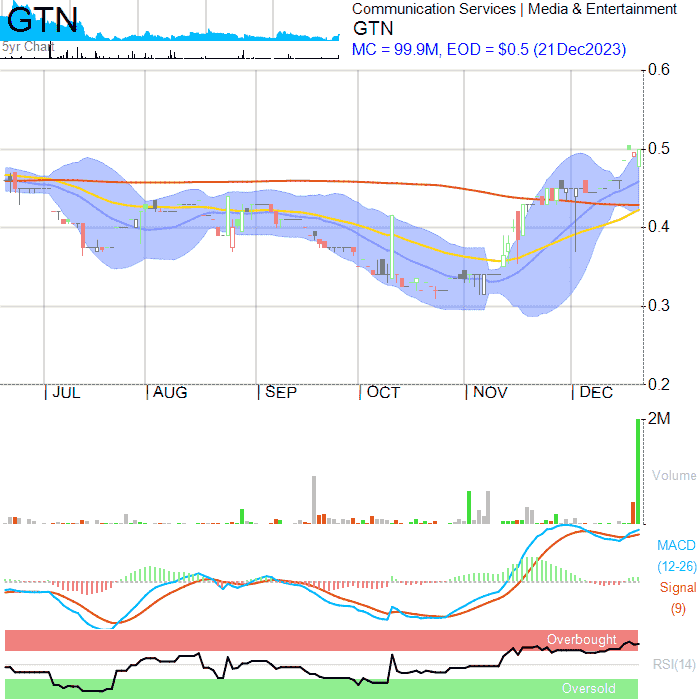 GTN
5yr Chart
Communication Services | Media & Entertainment
GTN
MC = 99.9M, EOD = $0.5 (21Dec2023)
0.6
0.5
0.4
0.3
0.2
JUL AUG SEP OCT NOV DEC
2M
Volume
MACD
(12-26)
Signal
(9)
Overbought
RSI(14)
Oversold